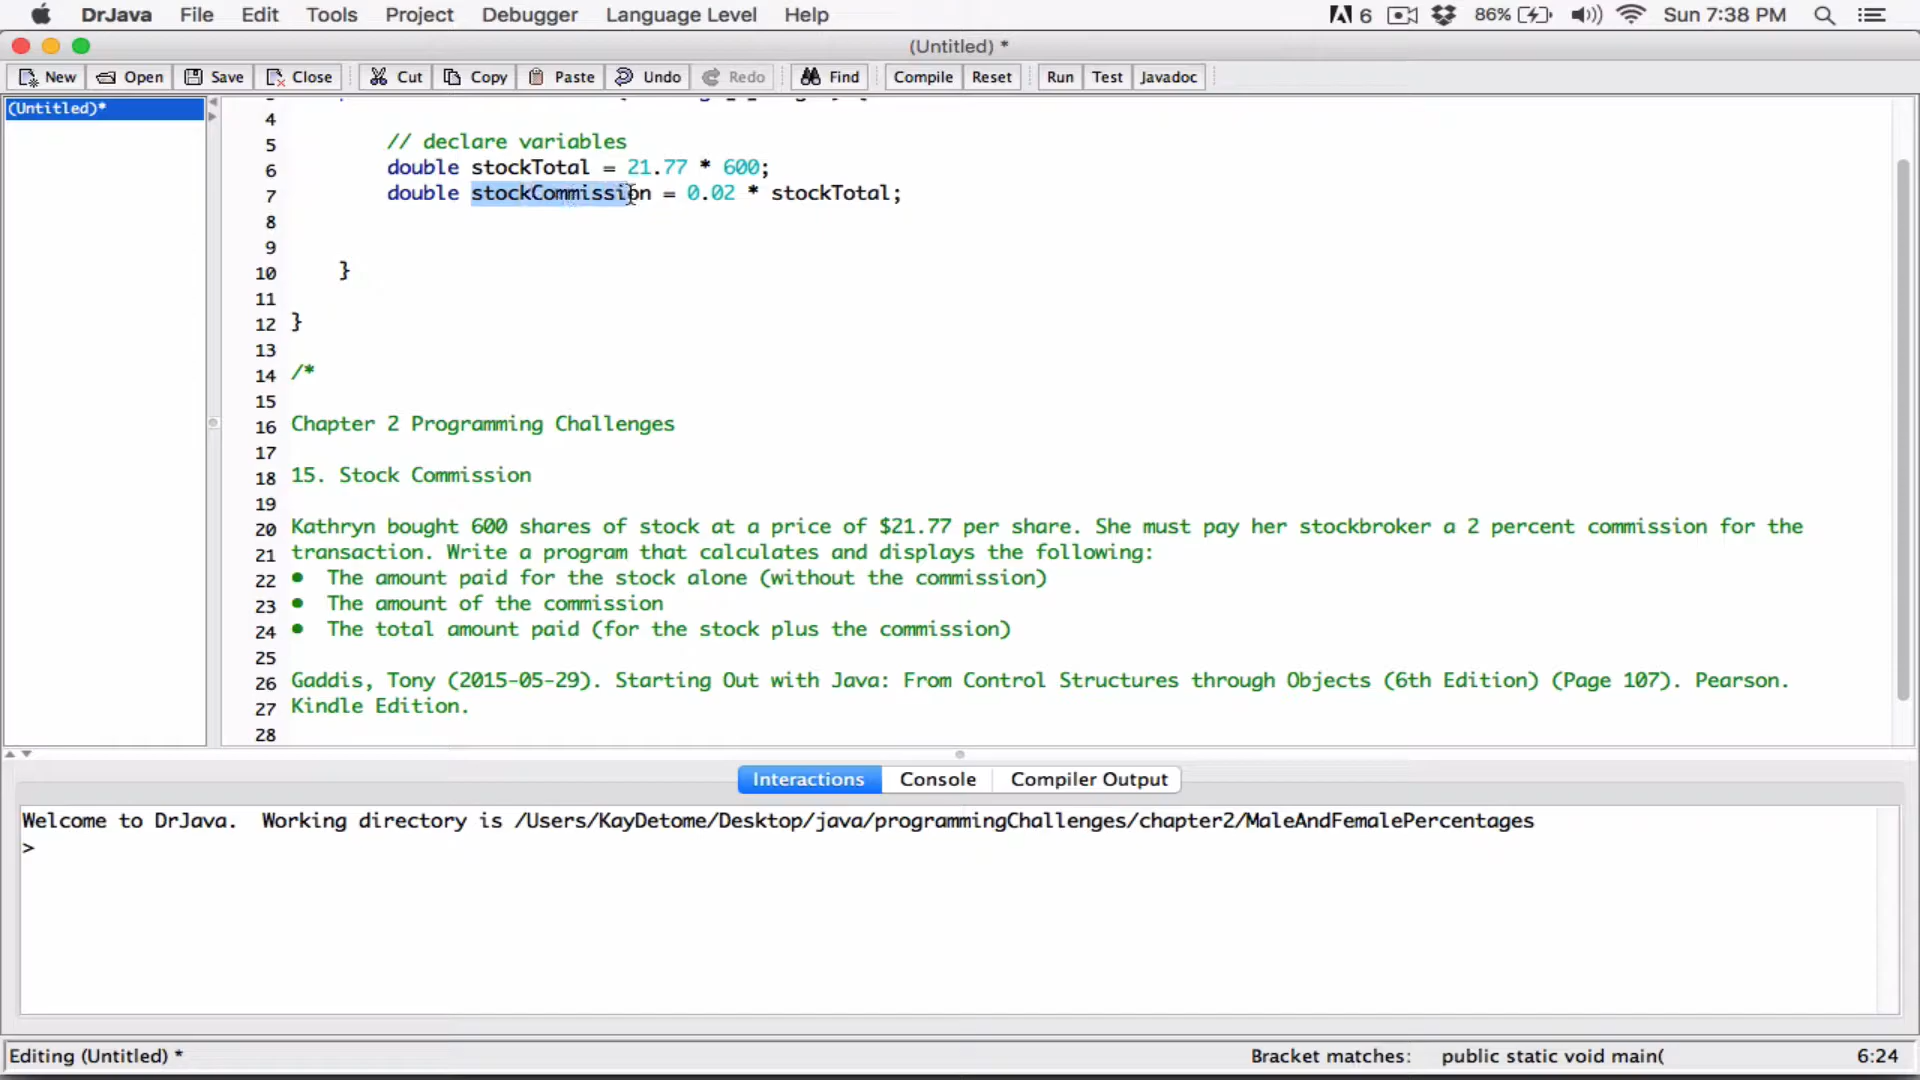 DrJava File Edit Tools Project Debugger Language Level Help 6 86% Sun 7:38 PM
(Untitled) *
New Open Save Close Cut Copy Paste Undo Redo Find Compile Reset Run Test Javadoc
(Untitled)*
4
5 // declare variables
6 double stockTotal = 21.77 * 600;
7 double stockCommission = 0.02 * stockTotal;
8
9
10 }
11
12 }
13
14 /*
15
16 Chapter 2 Programming Challenges
17
18 15. Stock Commission
19
20 Kathryn bought 600 shares of stock at a price of $21.77 per share. She must pay her stockbroker a 2 percent commission for the
21 transaction. Write a program that calculates and displays the following:
22 • The amount paid for the stock alone (without the commission)
23 • The amount of the commission
24 • The total amount paid (for the stock plus the commission)
25
26 Gaddis, Tony (2015-05-29). Starting Out with Java: From Control Structures through Objects (6th Edition) (Page 107). Pearson.
27 Kindle Edition.
28
Interactions Console Compiler Output
Welcome to DrJava. Working directory is /Users/KayDetome/Desktop/java/programmingChallenges/chapter2/MaleAndFemalePercentages
>
Editing (Untitled) * Bracket matches: public static void main( 6:24